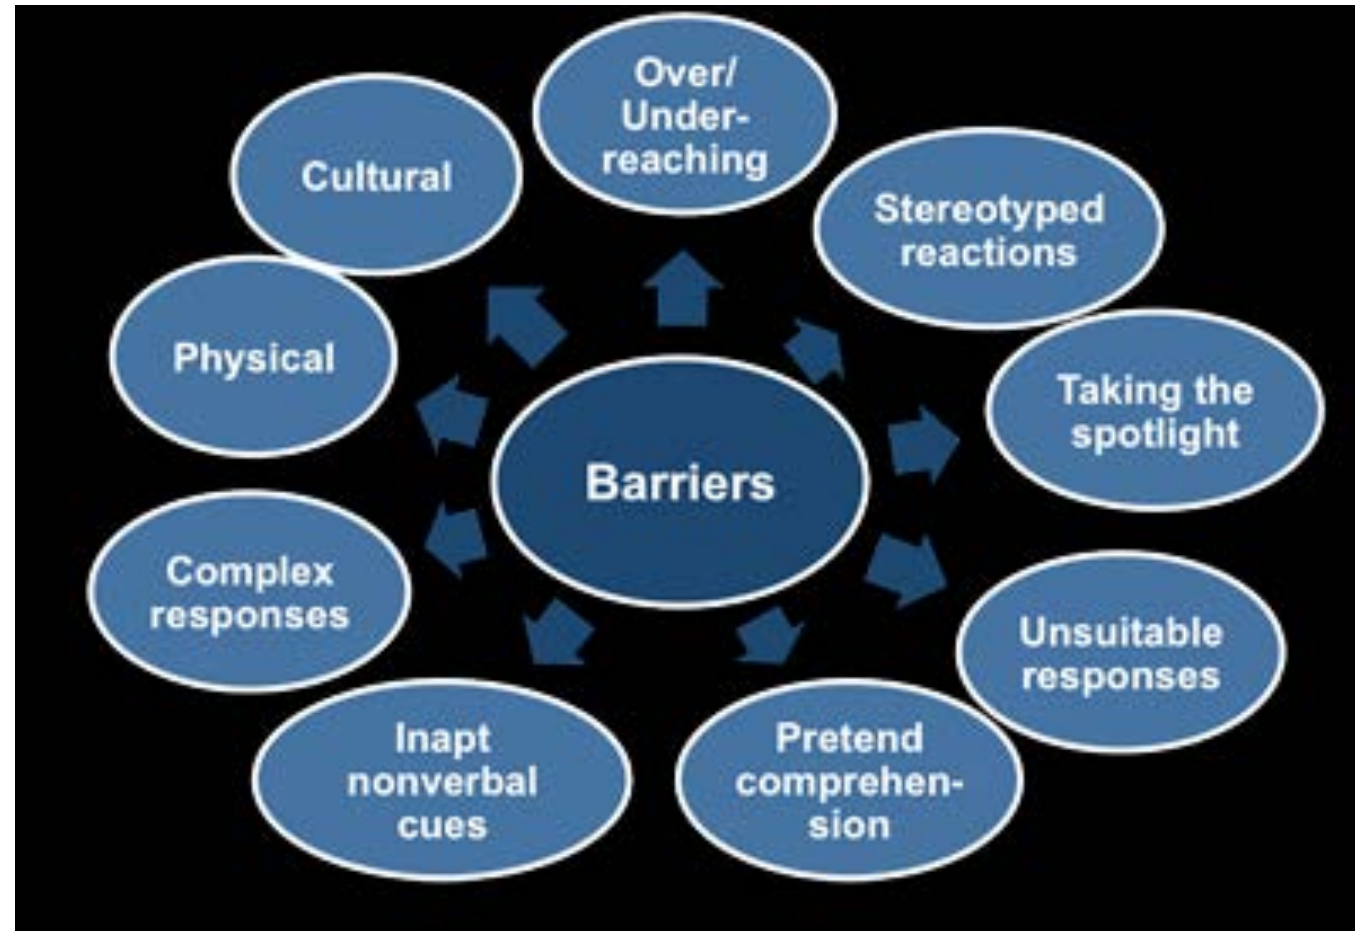 Over/
Under-
reaching
Stereotyped
reactions
Taking the
spotlight
Unsuitable
responses
Pretend
comprehen-
sion
Inapt
nonverbal
cues
Complex
responses
Physical
Cultural
Barriers